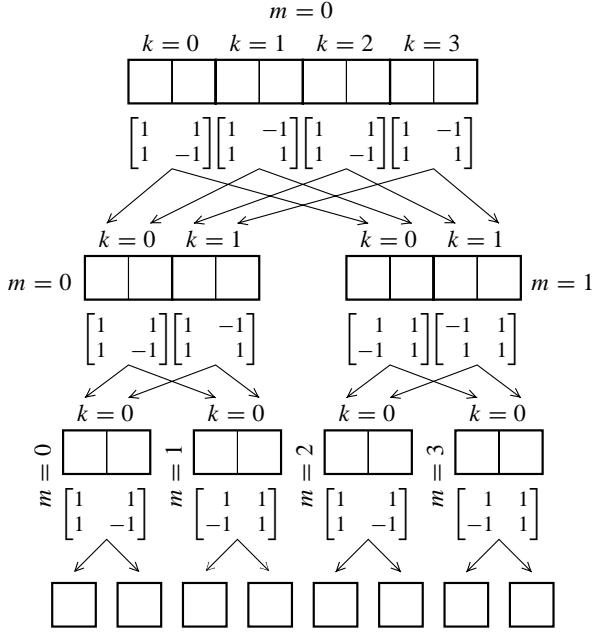 m = 0
k = 0 k = 1 k = 2 k = 3
[1 1] [1 −1] [1 1] [1 −1]
[1 −1] [1 1] [1 −1] [1 1]
k = 0 k = 1 k = 0 k = 1
m = 0 m = 1
[1 1] [1 −1] [1 1] [−1 1]
[1 −1] [1 1] [−1 1] [1 1]
k = 0 k = 0 k = 0 k = 0
m = 0 m = 1 m = 2 m = 3
[1 1] [1 1] [1 1] [1 1]
[1 −1] [−1 1] [1 −1] [−1 1]